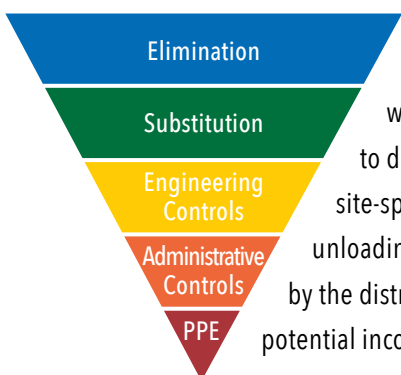 Elimination
Substitution
Engineering
Controls
Administrative
Controls
PPE
to d
site-sp
unloadin
by the distr
potential inco